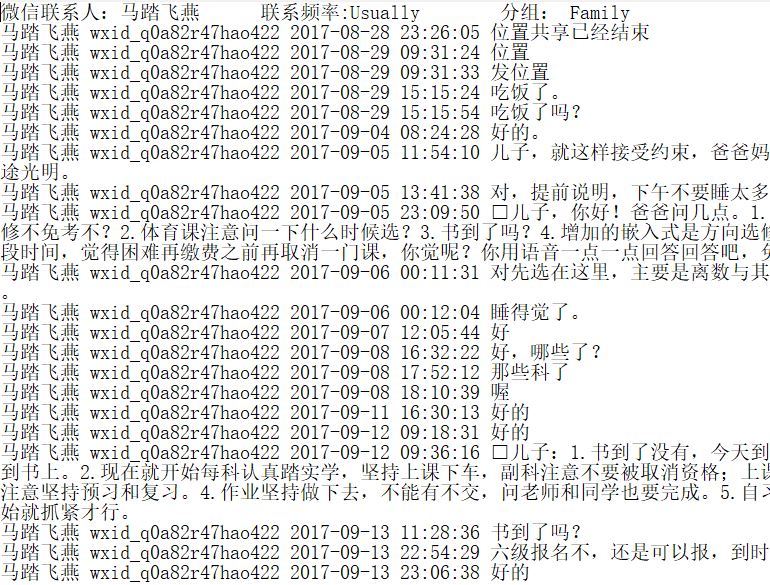 微信联系人：马踏飞燕 联系频率:Usually 分组： Family
马踏飞燕 wxid_q0a82r47hao422 2017-08-28 23:26:05 位置共享已经结束
马踏飞燕 wxid_q0a82r47hao422 2017-08-29 09:31:24 位置
马踏飞燕 wxid_q0a82r47hao422 2017-08-29 09:31:33 发位置
马踏飞燕 wxid_q0a82r47hao422 2017-08-29 15:15:24 吃饭了。
马踏飞燕 wxid_q0a82r47hao422 2017-08-29 15:15:54 吃饭了吗？
马踏飞燕 wxid_q0a82r47hao422 2017-09-04 08:24:28 好的。
马踏飞燕 wxid_q0a82r47hao422 2017-09-05 11:54:10 儿子，就这样接受约束，爸爸妈
途光明。
马踏飞燕 wxid_q0a82r47hao422 2017-09-05 13:41:38 对，提前说明，下午不要睡太多
马踏飞燕 wxid_q0a82r47hao422 2017-09-05 23:09:50 □儿子，你好！爸爸问几点。1.
修不免考不？2.体育课注意问一下什么时候选？3.书到了吗？4.增加的嵌入式是方向选修
段时间，觉得困难再缴费之前再取消一门课，你觉呢？你用语音一点一点回答回答吧，免
马踏飞燕 wxid_q0a82r47hao422 2017-09-06 00:11:31 对先选在这里，主要是离数与其
。
马踏飞燕 wxid_q0a82r47hao422 2017-09-06 00:12:04 睡得觉了。
马踏飞燕 wxid_q0a82r47hao422 2017-09-07 12:05:44 好
马踏飞燕 wxid_q0a82r47hao422 2017-09-08 16:32:22 好，哪些了？
马踏飞燕 wxid_q0a82r47hao422 2017-09-08 17:52:12 那些科了
马踏飞燕 wxid_q0a82r47hao422 2017-09-08 18:10:39 喔
马踏飞燕 wxid_q0a82r47hao422 2017-09-11 16:30:13 好的
马踏飞燕 wxid_q0a82r47hao422 2017-09-12 09:18:31 好的
马踏飞燕 wxid_q0a82r47hao422 2017-09-12 09:36:16 □儿子：1.书到了没有，今天到
到书上。2.现在就开始每科认真踏实学，坚持上课下车，副科注意不要被取消资格；上课
注意坚持预习和复习。4.作业坚持做下去，不能有不交，问老师和同学也要完成。5.自习
始就抓紧才行。
马踏飞燕 wxid_q0a82r47hao422 2017-09-13 11:28:36 书到了吗？
马踏飞燕 wxid_q0a82r47hao422 2017-09-13 22:54:29 六级报名不，还是可以报，到时
马踏飞燕 wxid_q0a82r47hao422 2017-09-13 23:06:38 好的